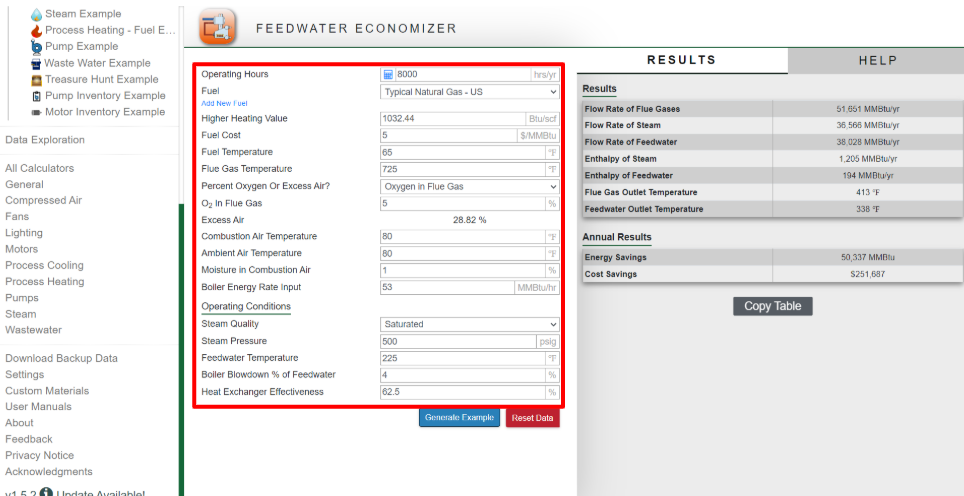 Steam Example
Process Heating - Fuel E...
Pump Example
Waste Water Example
Treasure Hunt Example
Pump Inventory Example
Motor Inventory Example
Data Exploration
All Calculators
General
Compressed Air
Fans
Lighting
Motors
Process Cooling
Process Heating
Pumps
Steam
Wastewater
Download Backup Data
Settings
Custom Materials
User Manuals
About
Feedback
Privacy Notice
Acknowledgments
v1.5.2 Update Available!
FEEDWATER ECONOMIZER
Operating Hours 8000 hrs/yr
Fuel Typical Natural Gas - US
Add New Fuel
Higher Heating Value 1032.44 Btu/scf
Fuel Cost 5 $/MMBtu
Fuel Temperature 65 °F
Flue Gas Temperature 725 °F
Percent Oxygen Or Excess Air? Oxygen in Flue Gas
O2 In Flue Gas 5 %
Excess Air 28.82 %
Combustion Air Temperature 80 °F
Ambient Air Temperature 80 °F
Moisture in Combustion Air 1 %
Boiler Energy Rate Input 53 MMBtu/hr
Operating Conditions
Steam Quality Saturated
Steam Pressure 500 psig
Feedwater Temperature 225 °F
Boiler Blowdown % of Feedwater 4 %
Heat Exchanger Effectiveness 62.5 %
Generate Example Reset Data
RESULTS HELP
Results
Flow Rate of Flue Gases 51,651 MMBtu/yr
Flow Rate of Steam 36,566 MMBtu/yr
Flow Rate of Feedwater 38,028 MMBtu/yr
Enthalpy of Steam 1,205 MMBtu/yr
Enthalpy of Feedwater 194 MMBtu/yr
Flue Gas Outlet Temperature 413 °F
Feedwater Outlet Temperature 338 °F
Annual Results
Energy Savings 50,337 MMBtu
Cost Savings $251,687
Copy Table